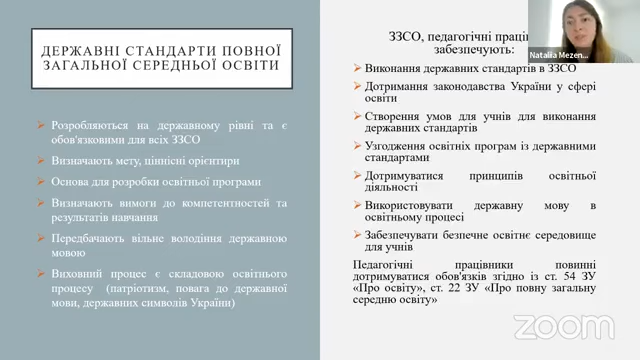 ДЕРЖАВНІ СТАНДАРТИ ПОВНОЇ
ЗАГАЛЬНОЇ СЕРЕДНЬОЇ ОСВІТИ
Розробляються на державному рівні та є
обов'язковими для всіх ЗЗСО
Визначають мету, ціннісні орієнтири
Основа для розробки освітньої програми
Визначають вимоги до компетентностей та
результатів навчання
Передбачають вільне володіння державною
мовою
Виховний процес є складовою освітнього
процесу (патріотизм, повага до державної
мови, державних символів України)
ЗЗСО, педагогічні
забезпечують:
Виконання державних стандартів в ЗЗСО
Дотримання законодавства України у сфері
освіти
Створення умов для учнів для виконання
державних стандартів
Узгодження освітніх програм із державними
стандартами
Дотримуватися принципів освітньої
діяльності
Використовувати державну мову в
освітньому процесі
Забезпечувати безпечне освітнє середовище
для учнів
Педагогічні працівники повинні
дотримуватися обов'язків згідно із ст. 54 ЗУ
«Про освіту», ст. 22 ЗУ «Про повну загальну
середню освіту»
Nataliia Mezen...
zoom